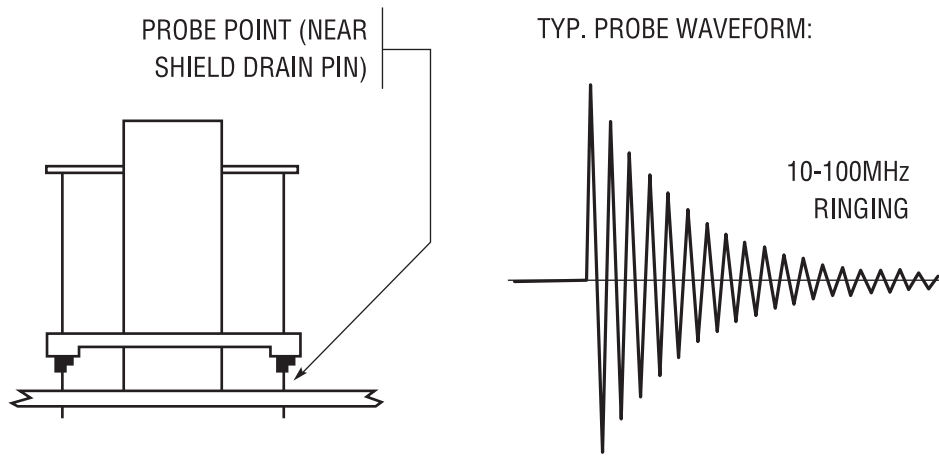 PROBE POINT (NEAR
SHIELD DRAIN PIN)
TYP. PROBE WAVEFORM:
10-100MHz
RINGING